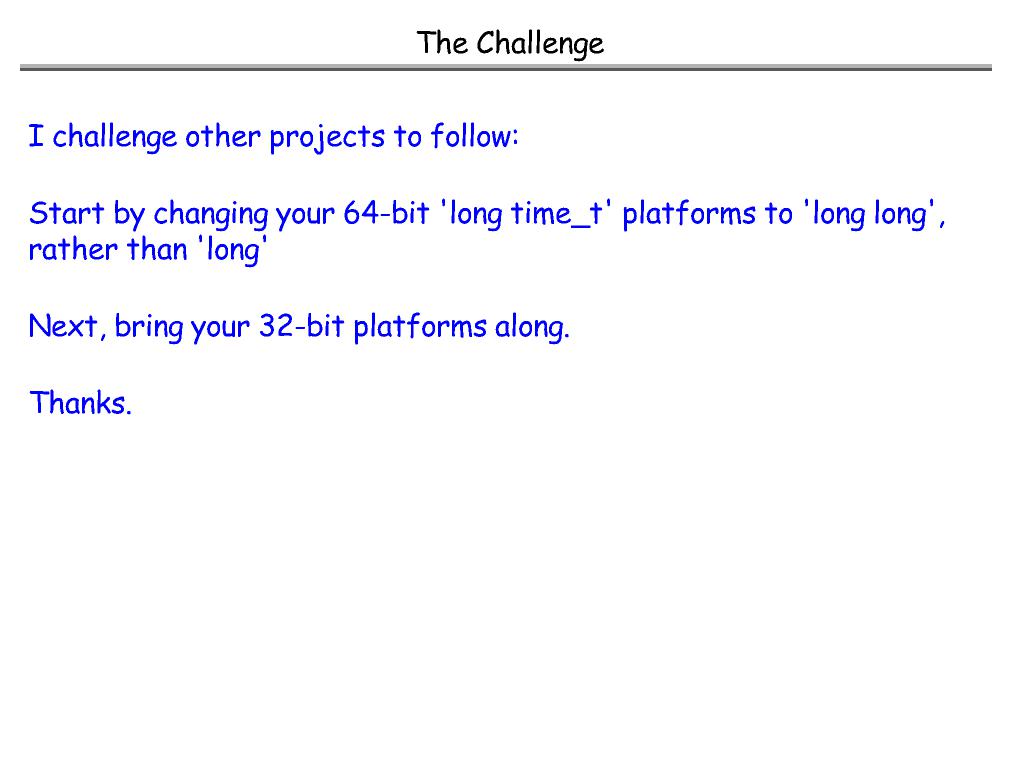 The Challenge
I challenge other projects to follow:
Start by changing your 64-bit 'long time_t' platforms to 'long long',
rather than 'long'
Next, bring your 32-bit platforms along.
Thanks.